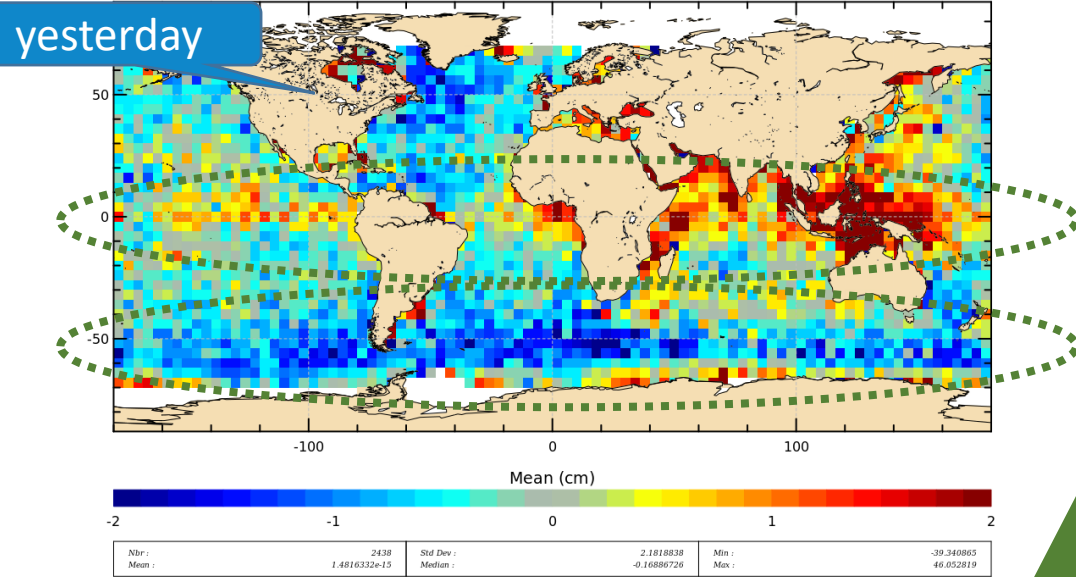 yesterday
50
0
-50
-100 0 100
Mean (cm)
-2 -1 0 1 2
Nbr : 2438 Std Dev : 2.1818838 Min : -39.340865
Mean : 1.4816332e-15 Median : -0.16886726 Max : 46.052819